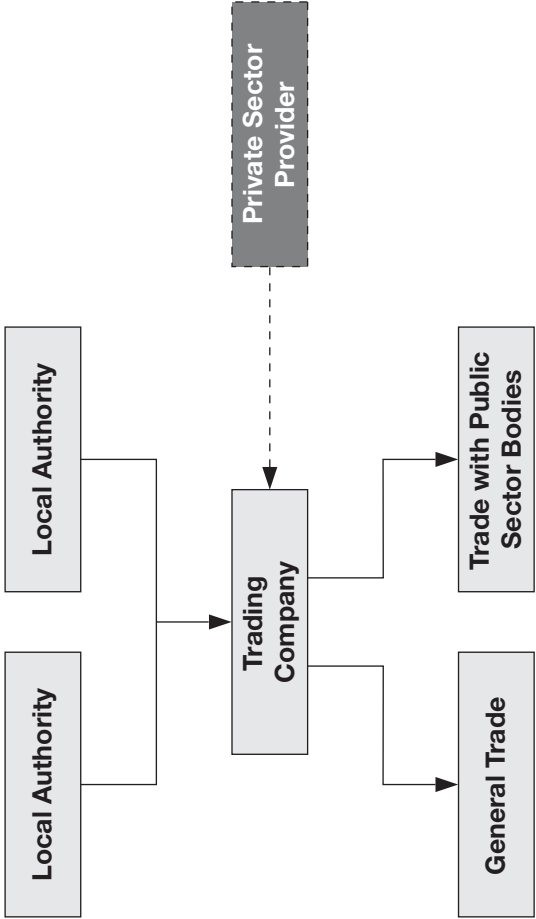 Local Authority
Local Authority
Trading
Company
Private Sector
Provider
General Trade
Trade with Public
Sector Bodies